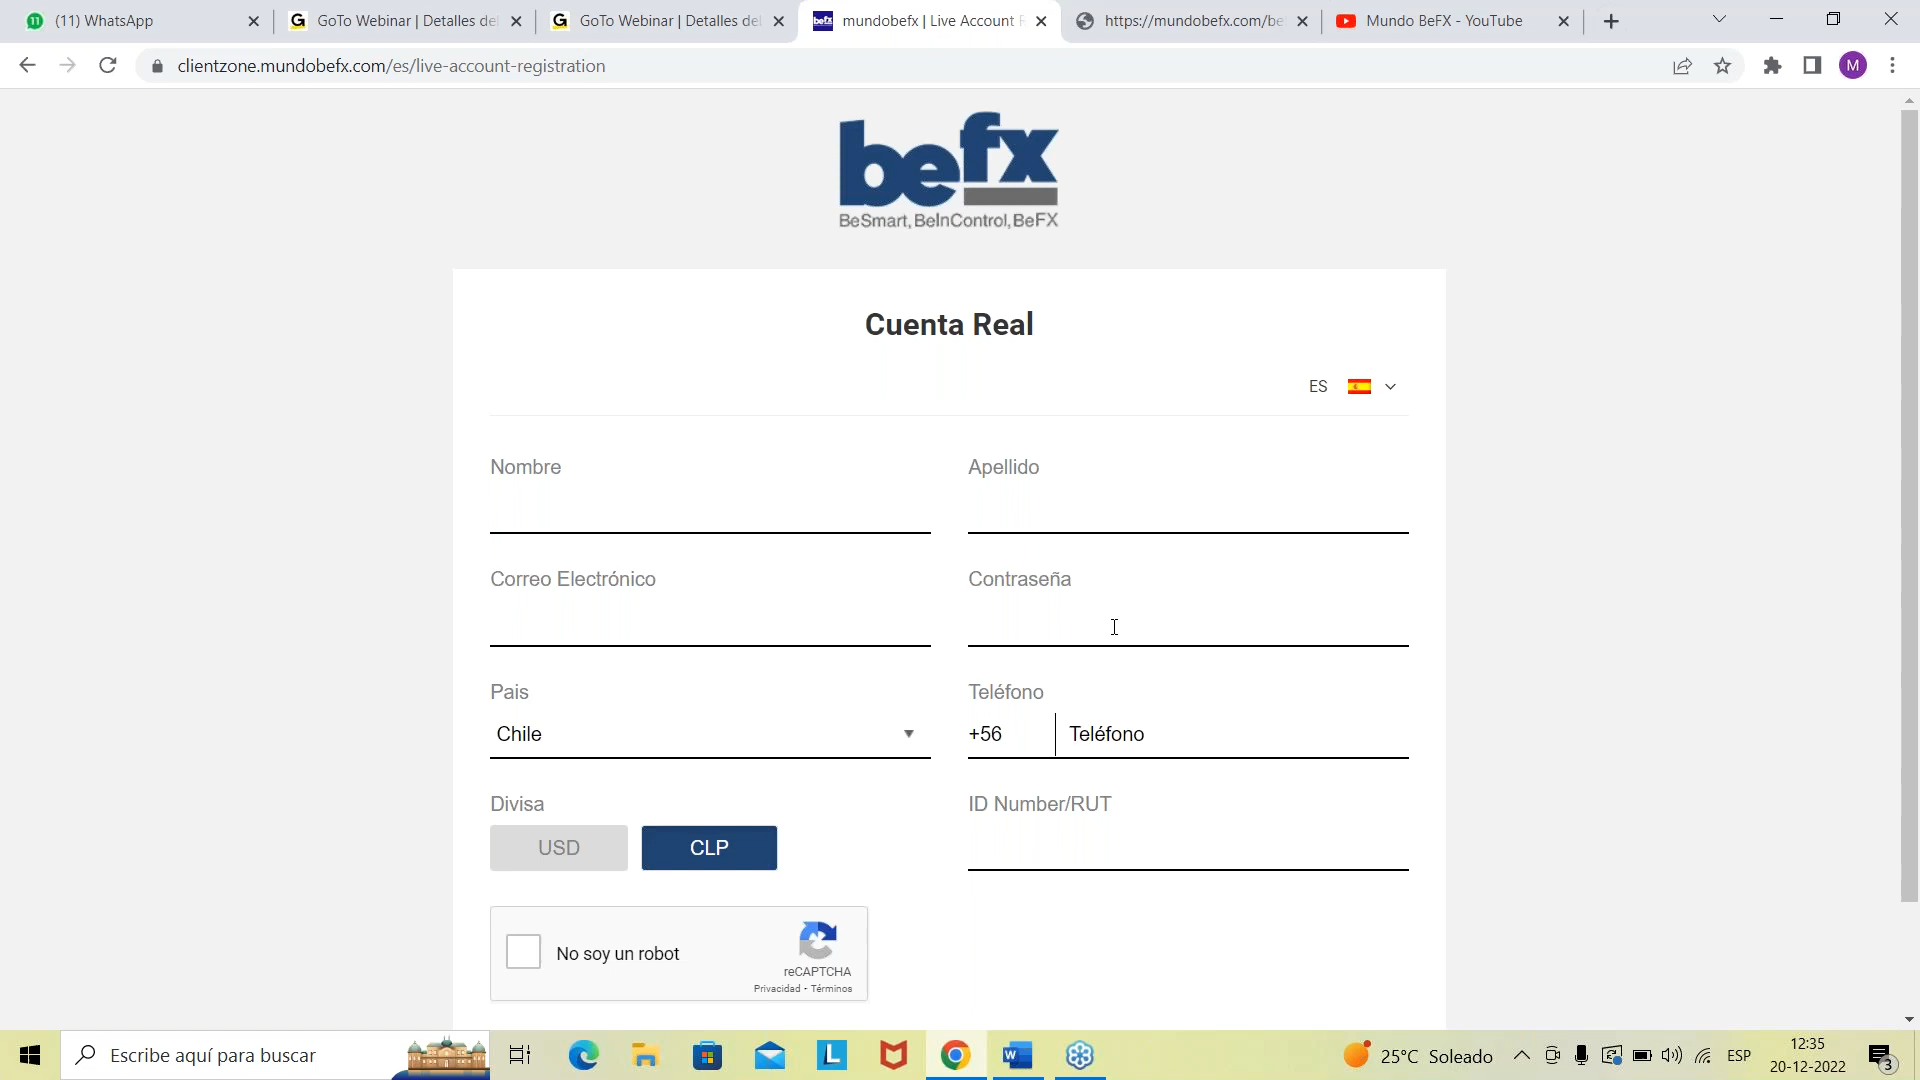 (11) WhatsApp
GoTo Webinar | Detalles del
GoTo Webinar | Detalles del
mundobefx | Live Account R
https://mundobefx.com/be
Mundo BeFX - YouTube
clientzone.mundobefx.com/es/live-account-registration
M
befx
BeSmart, BeInControl, BeFX
Cuenta Real
ES
Nombre
Apellido
Correo Electrónico
Contraseña
Pais
Teléfono
Chile
+56
Teléfono
Divisa
ID Number/RUT
USD
CLP
No soy un robot
reCAPTCHA
Privacidad - Términos
Escribe aquí para buscar
25°C Soleado
ESP
12:35
20-12-2022
3